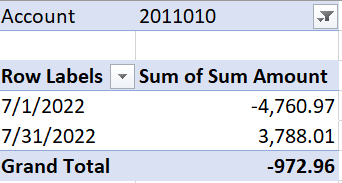 Account 2011010
Row Labels Sum of Sum Amount
7/1/2022 -4,760.97
7/31/2022 3,788.01
Grand Total -972.96